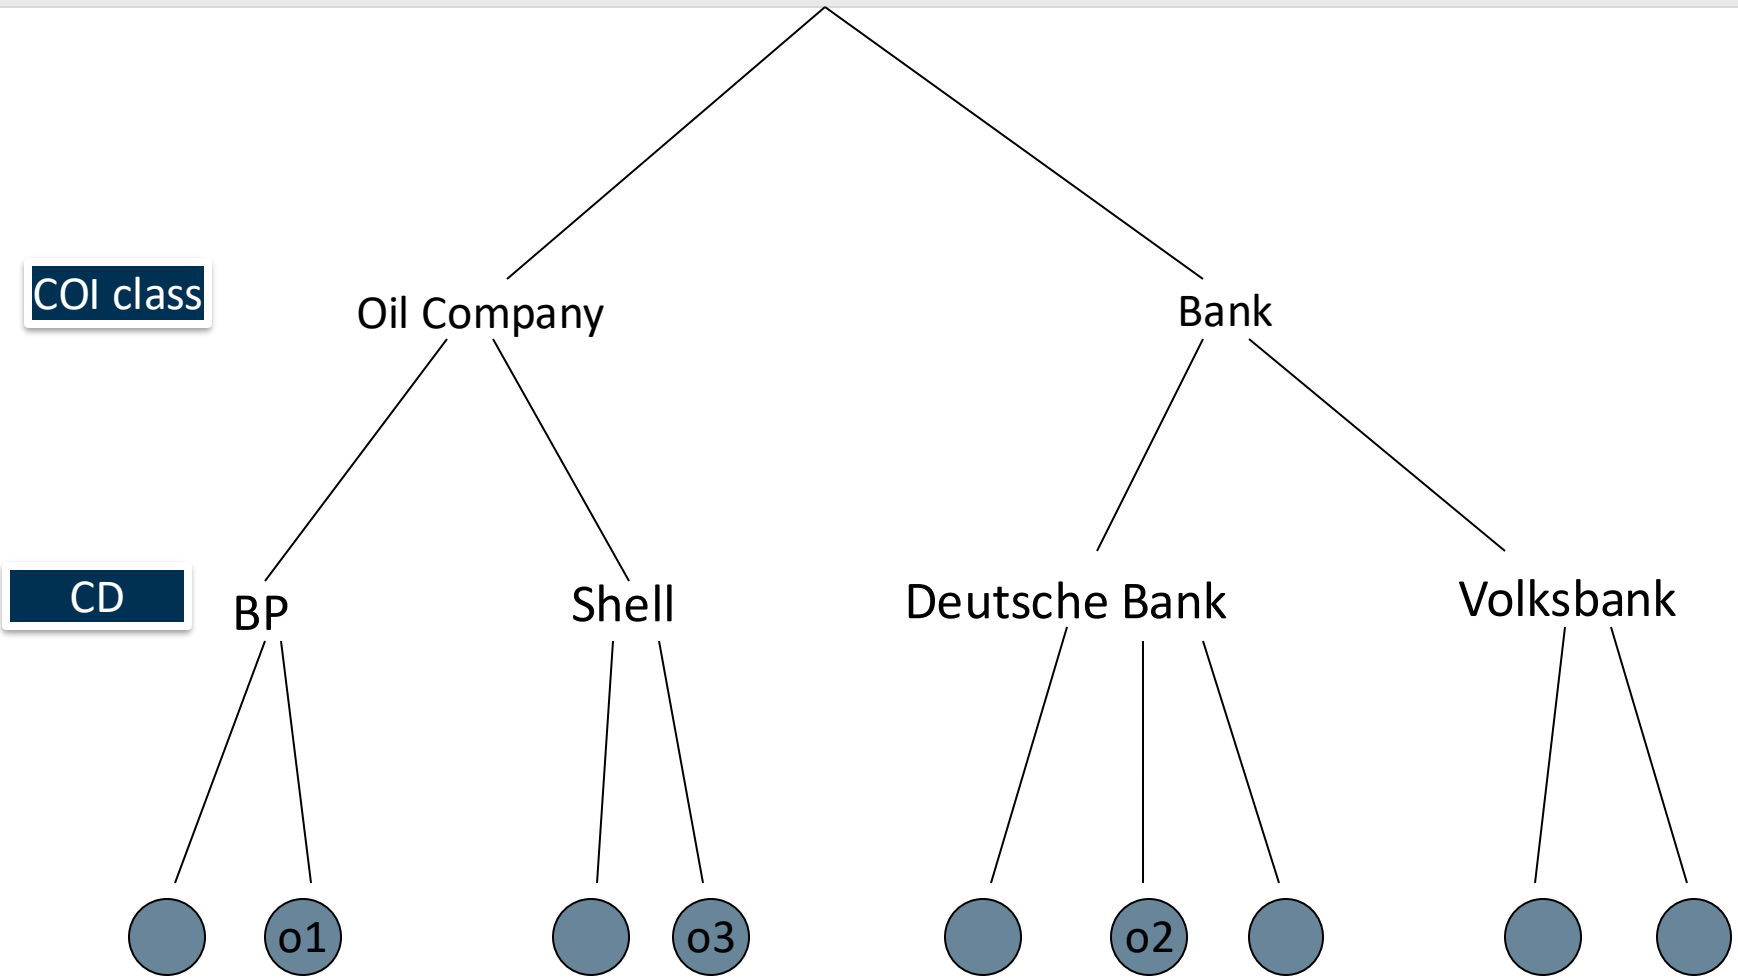 COI class
Oil Company
Bank
CD
BP
Shell
Deutsche Bank
Volksbank
o1
o3
o2